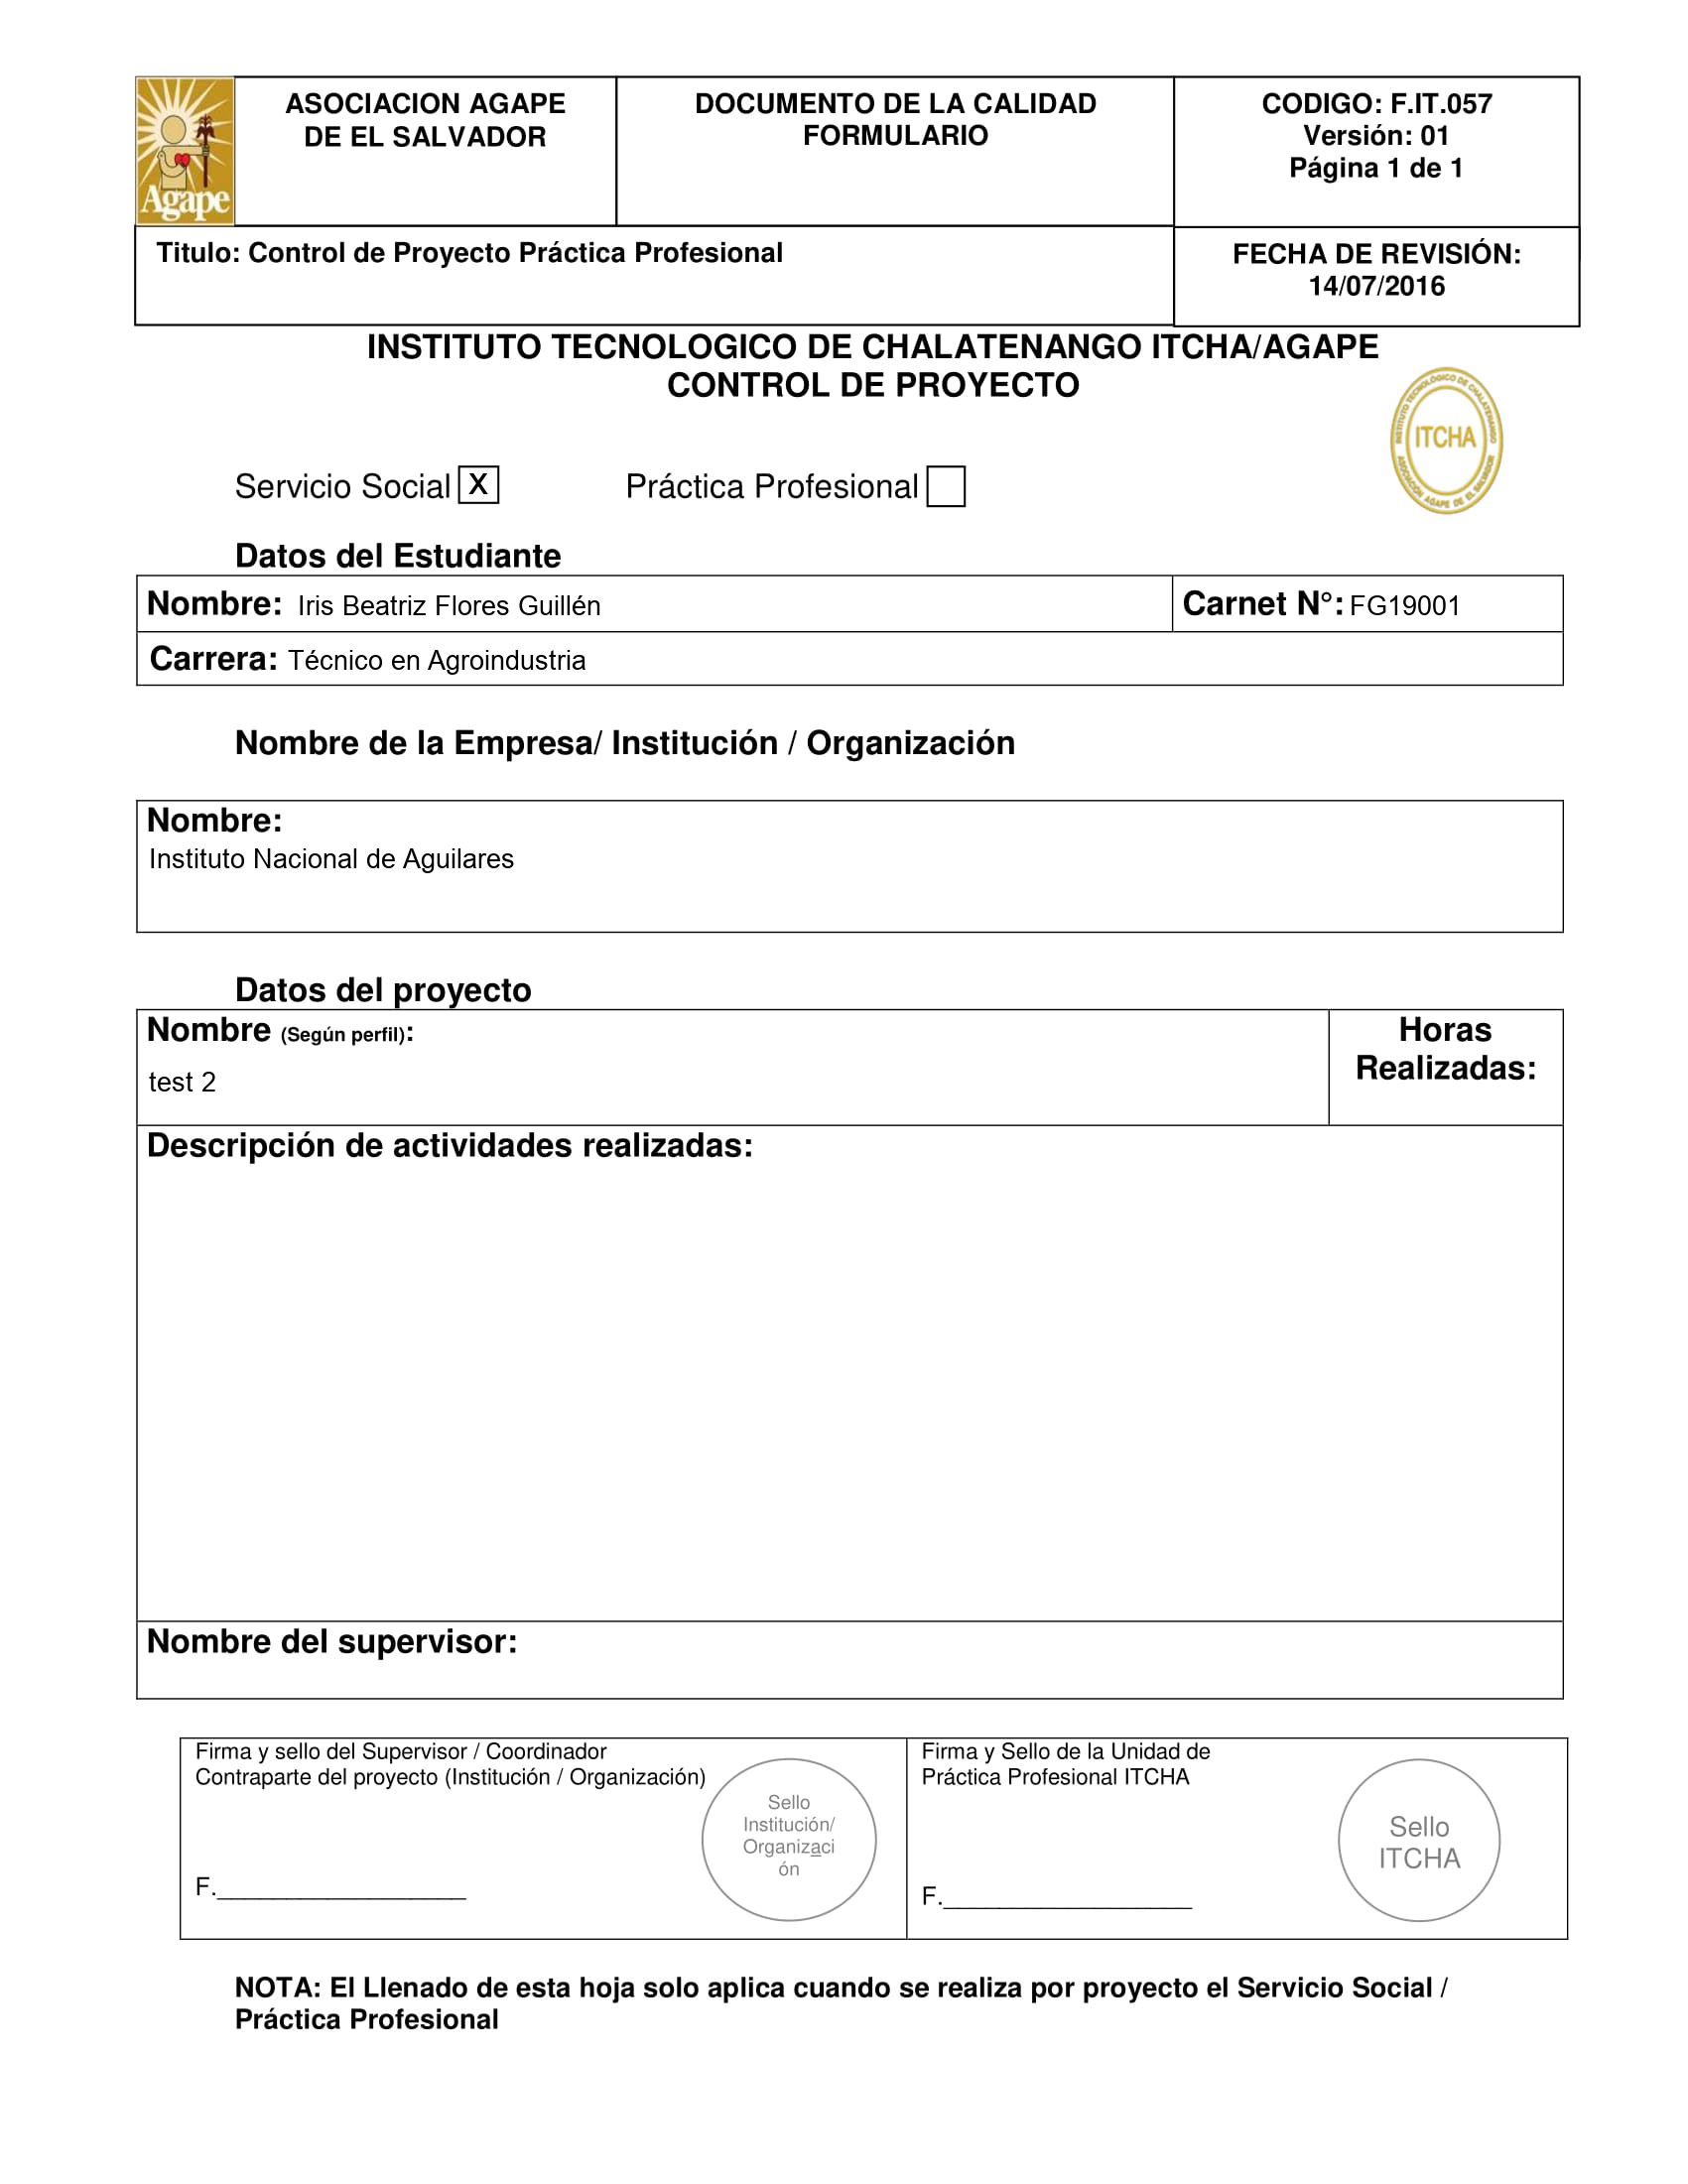 Agape
ASOCIACION AGAPE
DE EL SALVADOR
DOCUMENTO DE LA CALIDAD
FORMULARIO
CODIGO: F.IT.057
Versión: 01
Página 1 de 1
Titulo: Control de Proyecto Práctica Profesional
FECHA DE REVISIÓN:
14/07/2016
INSTITUTO TECNOLOGICO DE CHALATENANGO ITCHA/AGAPE
CONTROL DE PROYECTO
INSTITUTO TECNOLÓGICO DE CHALATENANGO
ITCHA
ASOCIACIÓN AGAPE DE EL SALVADOR
Servicio Social X Práctica Profesional
Datos del Estudiante
Nombre: Iris Beatriz Flores Guillén Carnet N°: FG19001
Carrera: Técnico en Agroindustria
Nombre de la Empresa/ Institución / Organización
Nombre:
Instituto Nacional de Aguilares
Datos del proyecto
Nombre (Según perfil):
test 2
Horas
Realizadas:
Descripción de actividades realizadas:
Nombre del supervisor:
Firma y sello del Supervisor / Coordinador
Contraparte del proyecto (Institución / Organización)
Sello
Institución/
Organizaci
ón
F.__________________
Firma y Sello de la Unidad de
Práctica Profesional ITCHA
Sello
ITCHA
F.__________________
NOTA: El Llenado de esta hoja solo aplica cuando se realiza por proyecto el Servicio Social /
Práctica Profesional